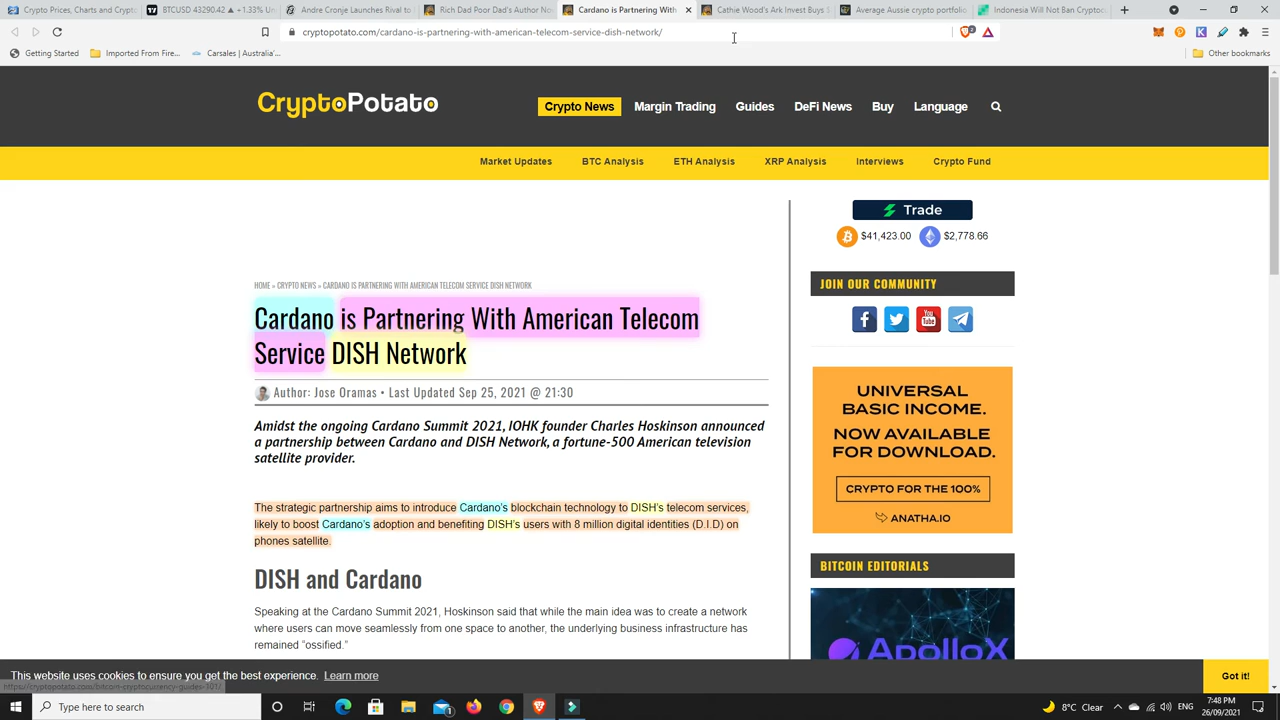 Crypto Prices, Charts and Crypto
BTCUSD 43290.42 ▲ +1.33% Un
Andre Cronje Launches Rival to
Rich Dad Poor Dad's Author Not
Cardano is Partnering With
Cathie Wood's Ark Invest Buys S
Average Aussie crypto portfolio
Indonesia Will Not Ban Cryptoc
cryptopotato.com/cardano-is-partnering-with-american-telecom-service-dish-network/
Getting Started
Imported From Fire...
Carsales | Australia'...
Other bookmarks
CryptoPotato
Crypto News
Margin Trading
Guides
DeFi News
Buy
Language
Market Updates
BTC Analysis
ETH Analysis
XRP Analysis
Interviews
Crypto Fund
Trade
$41,423.00
$2,778.66
HOME » CRYPTO NEWS » CARDANO IS PARTNERING WITH AMERICAN TELECOM SERVICE DISH NETWORK
Cardano is Partnering With American Telecom
Service DISH Network
Author: Jose Oramas • Last Updated Sep 25, 2021 @ 21:30
Amidst the ongoing Cardano Summit 2021, IOHK founder Charles Hoskinson announced
a partnership between Cardano and DISH Network, a fortune-500 American television
satellite provider.
The strategic partnership aims to introduce Cardano's blockchain technology to DISH's telecom services,
likely to boost Cardano's adoption and benefiting DISH's users with 8 million digital identities (D.I.D) on
phones satellite.
DISH and Cardano
Speaking at the Cardano Summit 2021, Hoskinson said that while the main idea was to create a network
where users can move seamlessly from one space to another, the underlying business infrastructure has
remained "ossified."
JOIN OUR COMMUNITY
You Tube
UNIVERSAL
BASIC INCOME.
NOW AVAILABLE
FOR DOWNLOAD.
CRYPTO FOR THE 100%
ANATHA.IO
BITCOIN EDITORIALS
ApolloX
This website uses cookies to ensure you get the best experience. Learn more
Got it!
https://cryptopotato.com/bitcoin-cryptocurrency-guides-101/
Type here to search
8°C Clear
ENG
7:48 PM
26/09/2021